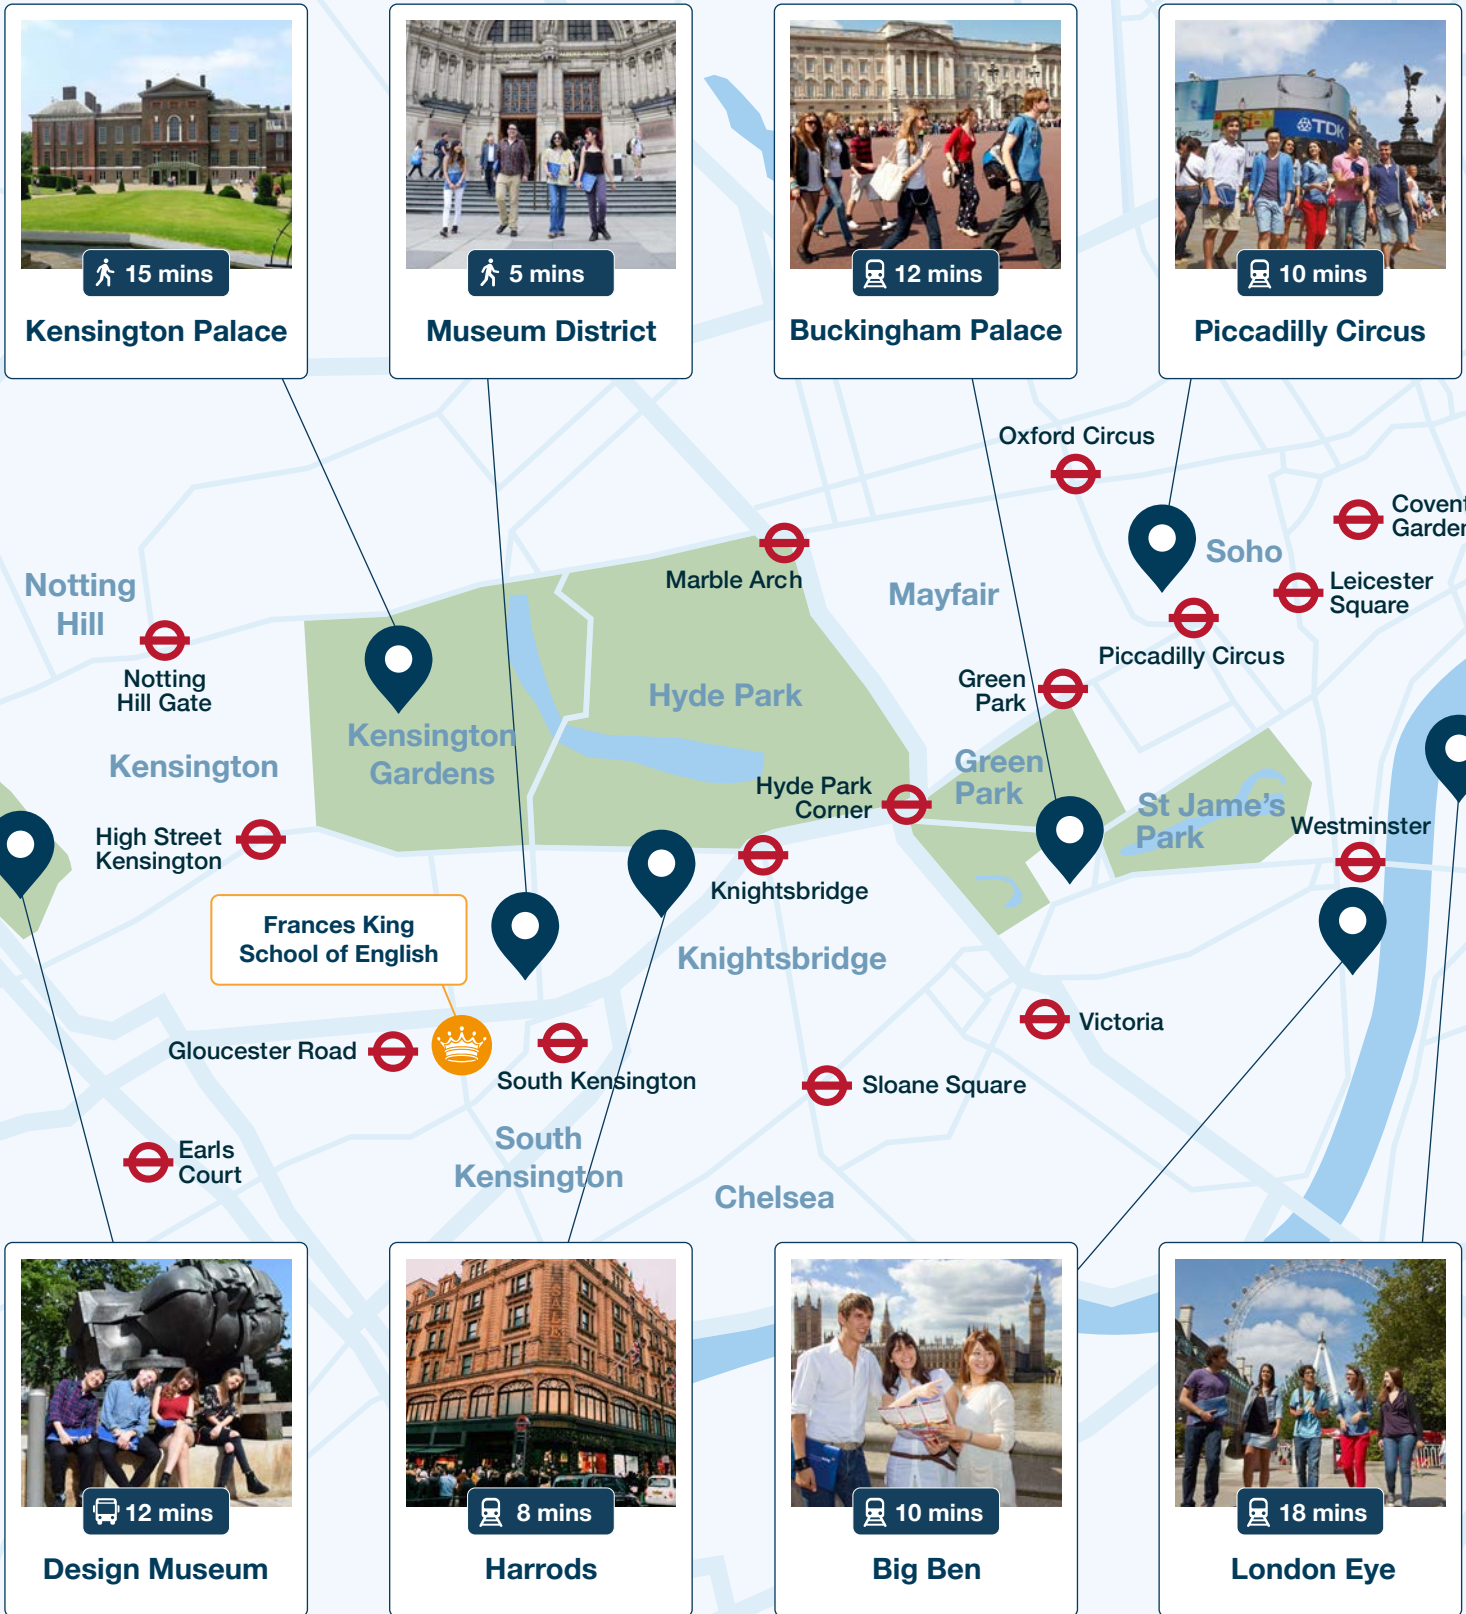 TDK
15 mins
Kensington Palace
5 mins
Museum District
12 mins
Buckingham Palace
10 mins
Piccadilly Circus
Oxford Circus
Covent
Garden
Soho
Marble Arch
Mayfair
Leicester
Square
Notting
Hill
Notting
Hill Gate
Piccadilly Circus
Green
Park
Hyde Park
Kensington
Gardens
Kensington
Green
Park
Hyde Park
Corner
St Jame's
Park
Westminster
High Street
Kensington
Knightsbridge
Frances King
School of English
Knightsbridge
Victoria
Gloucester Road
South Kensington
Sloane Square
South
Kensington
Earls
Court
Chelsea
12 mins
Design Museum
8 mins
Harrods
10 mins
Big Ben
18 mins
London Eye